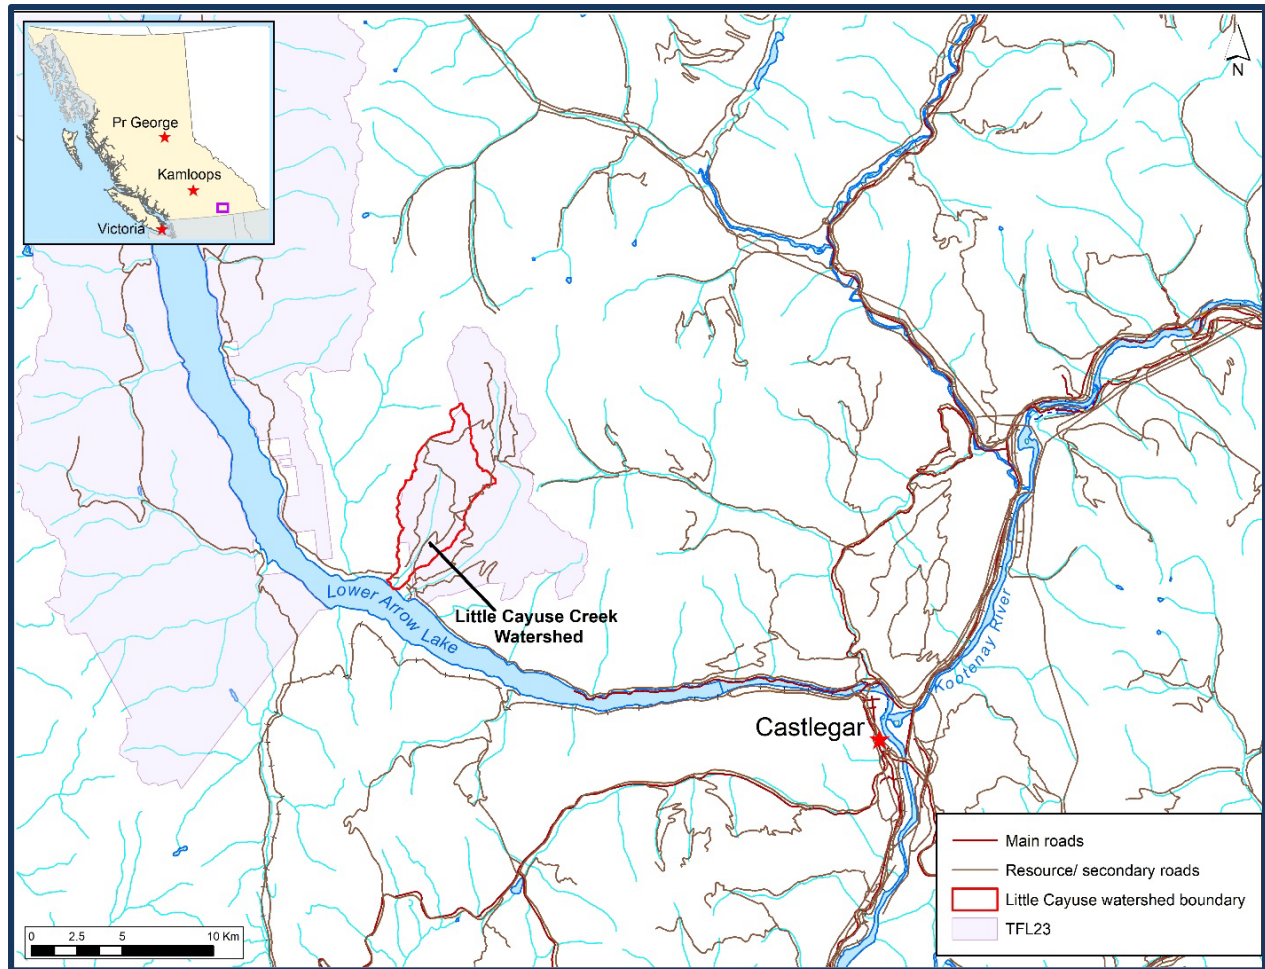 Pr George
Kamloops
Victoria
N
Lower Arrow Lake
Little Cayuse Creek
Watershed
Kootenay River
Castlegar
Main roads
Resource/ secondary roads
Little Cayuse watershed boundary
TFL23
0 2.5 5 10 Km